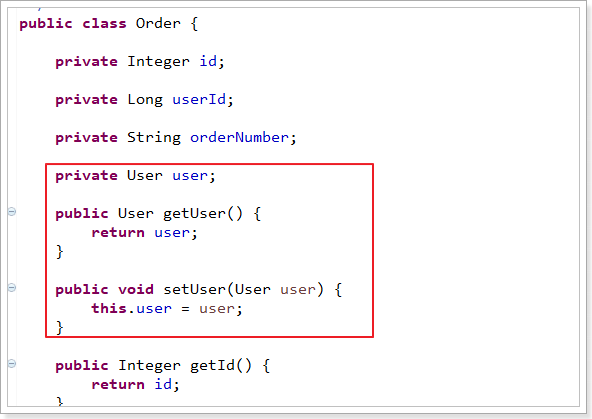 public class Order {
private Integer id;
private Long userId;
private String orderNumber;
private User user;
public User getUser() {
return user;
}
public void setUser(User user) {
this.user = user;
}
public Integer getId() {
return id;
}